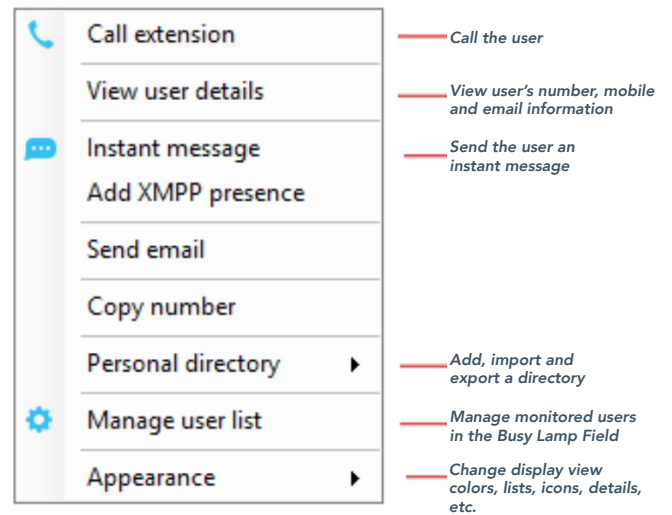 Call extension
Call the user
View user details
View user's number, mobile
and email information
Instant message
Send the user an
instant message
Add XMPP presence
Send email
Copy number
Personal directory
Add, import and
export a directory
Manage user list
Manage monitored users
in the Busy Lamp Field
Appearance
Change display view
colors, lists, icons, details,
etc.